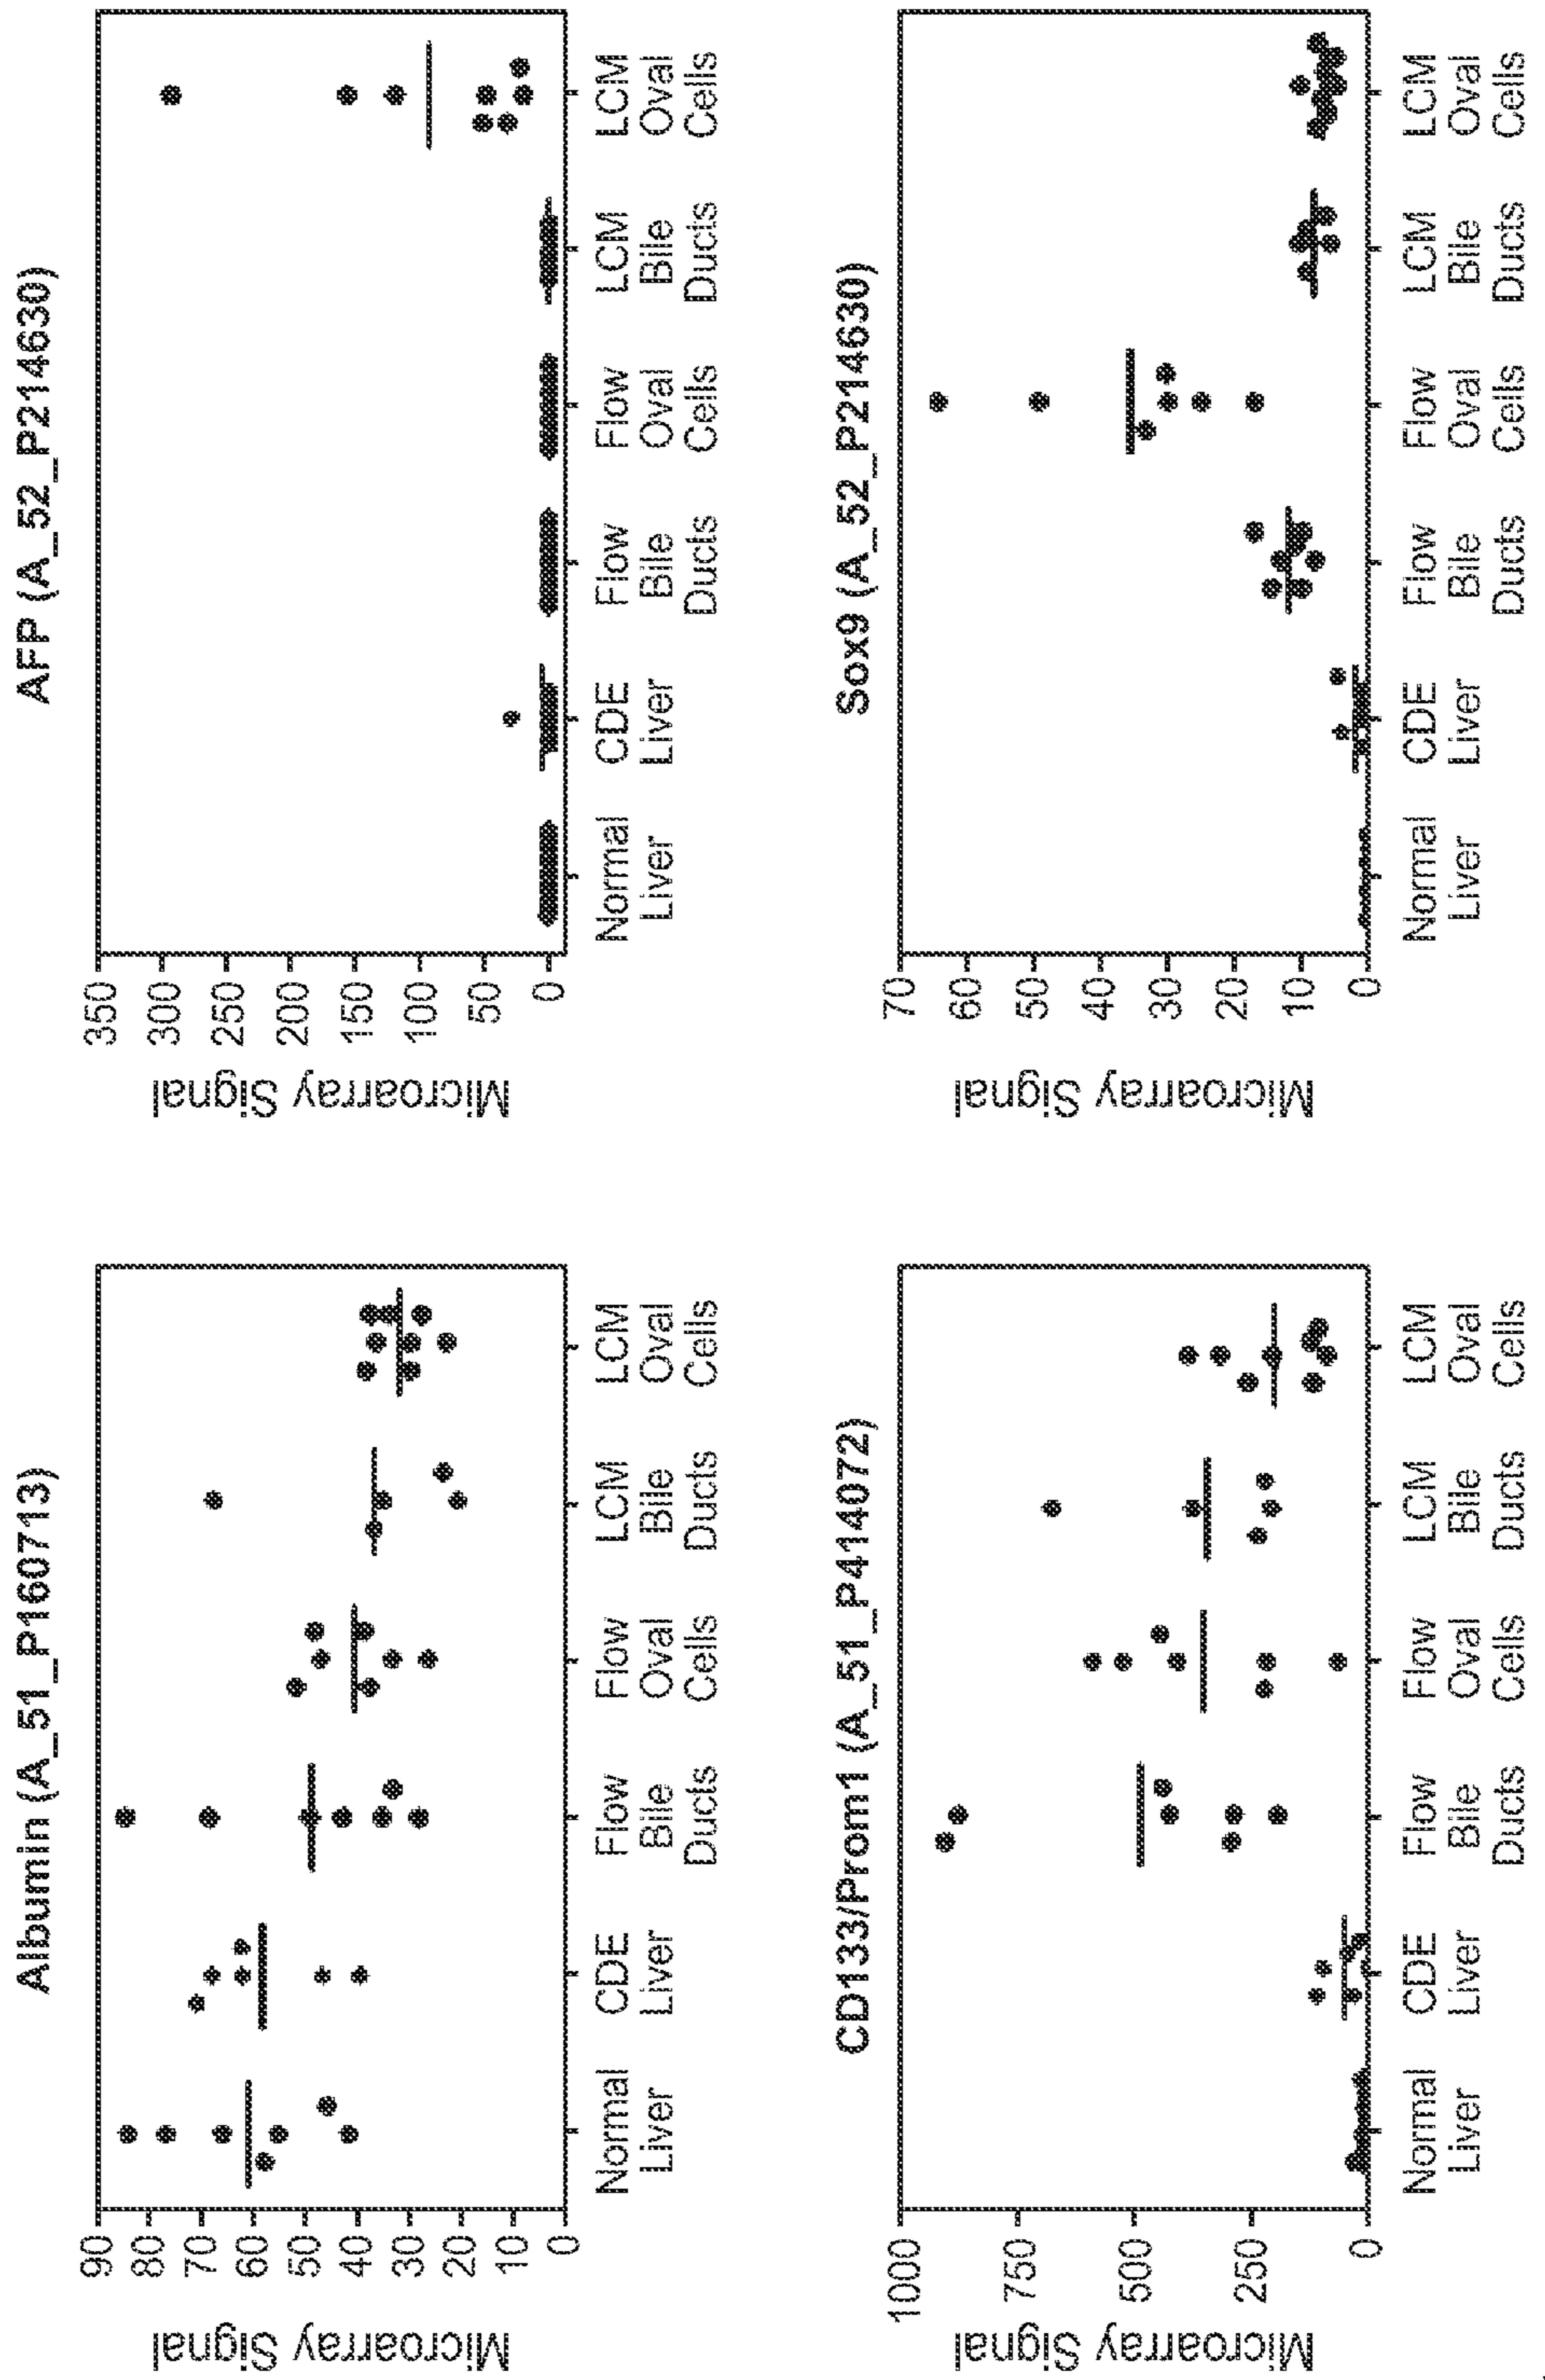 Albumin (A_51_P160713)
Microarray Signal
90
80
70
60
50
40
30
20
10
0
Normal
Liver
CDE
Liver
Flow
Bile
Ducts
Flow
Oval
Cells
LCM
Bile
Ducts
LCM
Oval
Cells
AFP (A_52_P214630)
Microarray Signal
350
300
250
200
150
100
50
0
Normal
Liver
CDE
Liver
Flow
Bile
Ducts
Flow
Oval
Cells
LCM
Bile
Ducts
LCM
Oval
Cells
CD133/Prom1 (A_51_P414072)
Microarray Signal
1000
750
500
250
0
Normal
Liver
CDE
Liver
Flow
Bile
Ducts
Flow
Oval
Cells
LCM
Bile
Ducts
LCM
Oval
Cells
Sox9 (A_52_P214630)
Microarray Signal
70
60
50
40
30
20
10
0
Normal
Liver
CDE
Liver
Flow
Bile
Ducts
Flow
Oval
Cells
LCM
Bile
Ducts
LCM
Oval
Cells